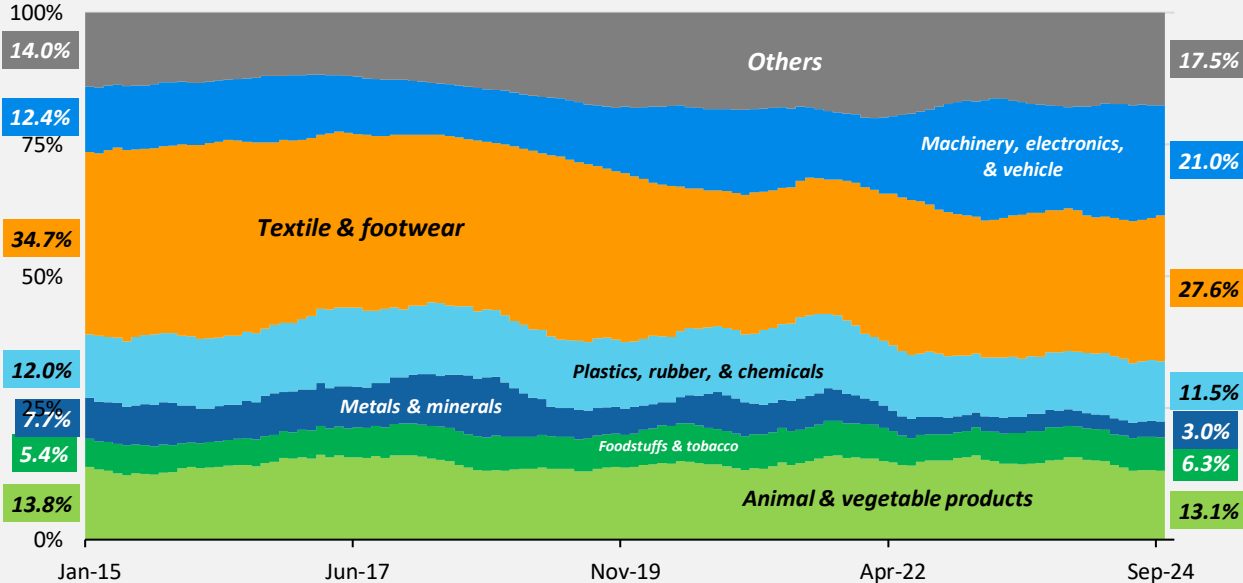 100%
14.0%
Others
17.5%
12.4%
75%
Machinery, electronics,
& vehicle
21.0%
34.7%
Textile & footwear
50%
27.6%
12.0%
Plastics, rubber, & chemicals
11.5%
25%
7.7%
Metals & minerals
3.0%
5.4%
Foodstuffs & tobacco
6.3%
13.8%
Animal & vegetable products
13.1%
0%
Jan-15
Jun-17
Nov-19
Apr-22
Sep-24